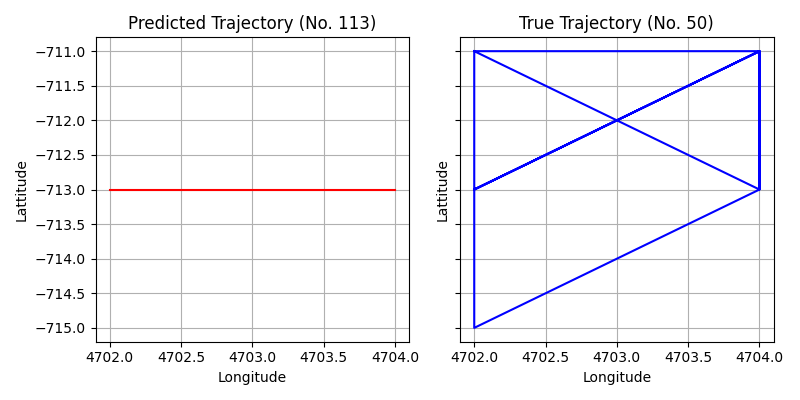 Predicted Trajectory (No. 113)
True Trajectory (No. 50)
−711.0
−711.5
−712.0
−712.5
−713.0
−713.5
−714.0
−714.5
−715.0
Lattitude
Lattitude
4702.0 4702.5 4703.0 4703.5 4704.0
4702.0 4702.5 4703.0 4703.5 4704.0
Longitude
Longitude